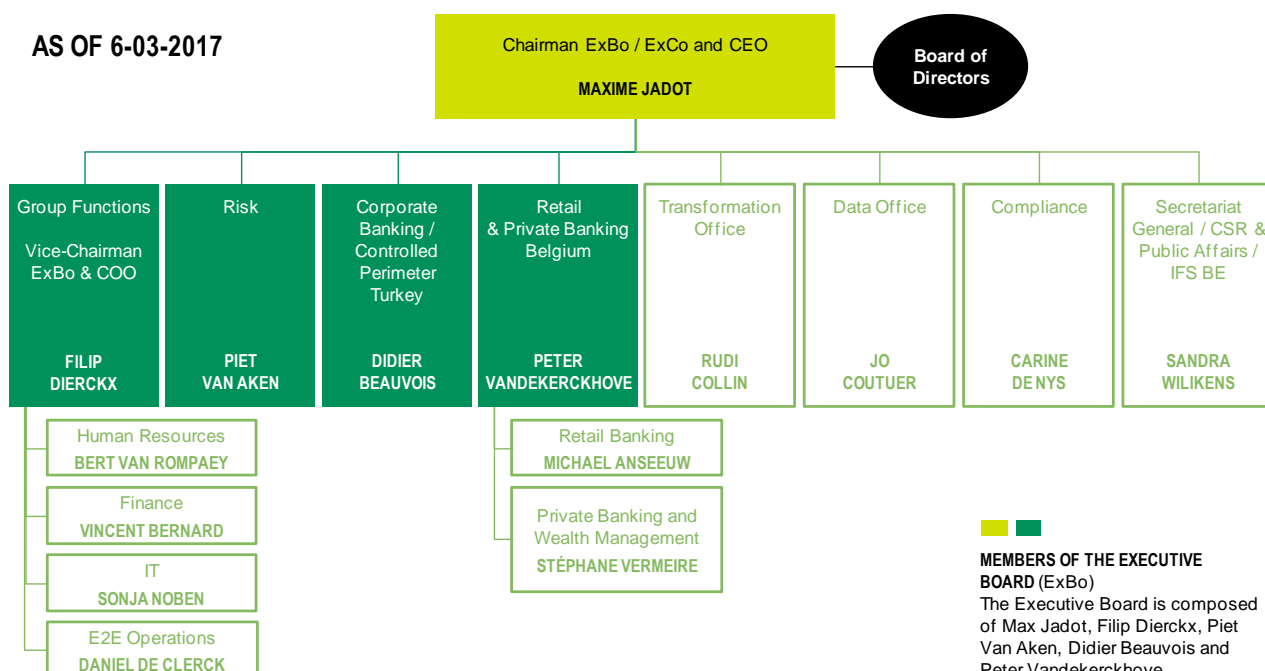 AS OF 6-03-2017
Chairman ExBo / ExCo and CEO
MAXIME JADOT
Board of
Directors
Group Functions
Vice-Chairman
ExBo & COO
FILIP
DIERCKX
Risk
PIET
VAN AKEN
Corporate
Banking /
Controlled
Perimeter
Turkey
DIDIER
BEAUVOIS
Retail
& Private Banking
Belgium
PETER
VANDEKERCKHOVE
Transformation
Office
RUDI
COLLIN
Data Office
JO
COUTUER
Compliance
CARINE
DE NYS
Secretariat
General / CSR &
Public Affairs /
IFS BE
SANDRA
WILIKENS
Human Resources
BERT VAN ROMPAEY
Finance
VINCENT BERNARD
IT
SONJA NOBEN
E2E Operations
DANIEL DE CLERCK
Retail Banking
MICHAEL ANSEEUW
Private Banking and
Wealth Management
STÉPHANE VERMEIRE
MEMBERS OF THE EXECUTIVE
BOARD (ExBo)
The Executive Board is composed
of Max Jadot, Filip Dierckx, Piet
Van Aken, Didier Beauvois and
Peter Vandekerckhove